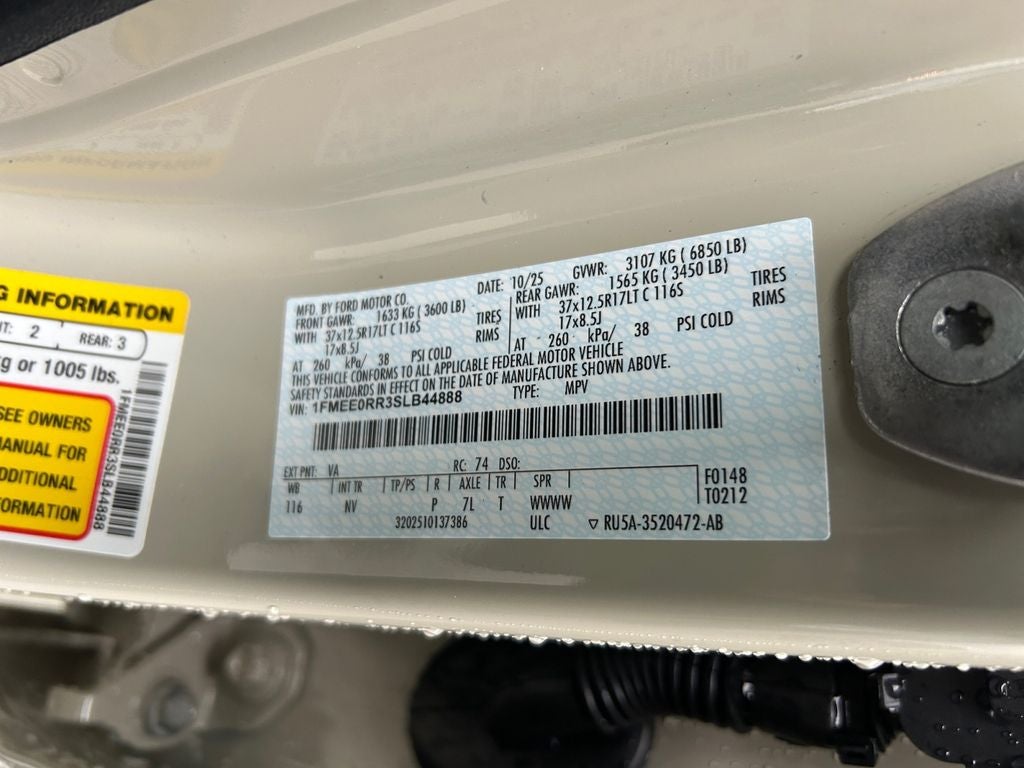 G INFORMATION
NT: 2 REAR: 3
kg or 1005 lbs.
SEE OWNERS
MANUAL FOR
ADDITIONAL
INFORMATION
1FMEE0RR3SLB44888
MFD. BY FORD MOTOR CO.
DATE: 10/25 GVWR: 3107 KG ( 6850 LB)
FRONT GAWR: 1633 KG ( 3600 LB)
WITH 37x12.5R17LT C 116S TIRES
17x8.5J RIMS
AT 260 kPa/ 38 PSI COLD
REAR GAWR: 1565 KG ( 3450 LB)
WITH 37x12.5R17LT C 116S TIRES
17x8.5J RIMS
AT 260 kPa/ 38 PSI COLD
THIS VEHICLE CONFORMS TO ALL APPLICABLE FEDERAL MOTOR VEHICLE
SAFETY STANDARDS IN EFFECT ON THE DATE OF MANUFACTURE SHOWN ABOVE.
VIN: 1FMEE0RR3SLB44888 TYPE: MPV
EXT PNT: VA RC: 74 DSO:
WB INT TR TP/PS R AXLE TR SPR
116 NV P 7L T WWWW
F0148
T0212
3202510137386 ULC ▽ RU5A-3520472-AB